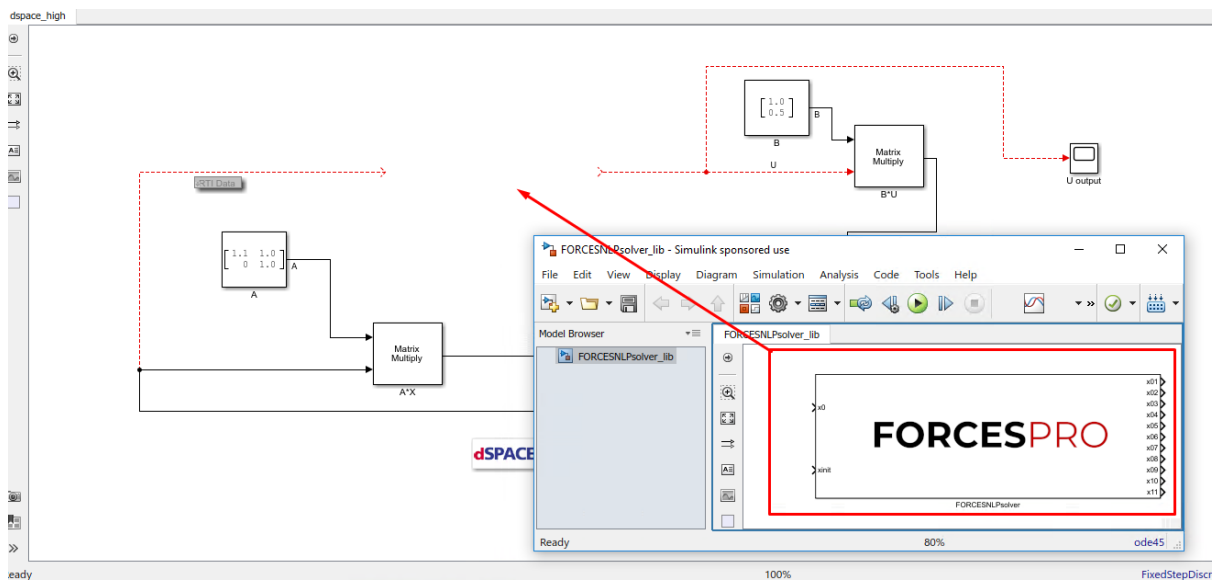 dspace_high
[1.0
0.5]
B
B
Matrix
Multiply
B*U
U
U output
RTI Data
[1.1 1.0
0 1.0]
A
A
Matrix
Multiply
A*X
dSPACE
FORCESNLPsolver_lib - Simulink sponsored use
File Edit View Display Diagram Simulation Analysis Code Tools Help
»
Model Browser
FORCESNLPsolver_lib
FORCESNLPsolver_lib
x0
xinit
FORCESPRO
x01
x02
x03
x04
x05
x06
x07
x08
x09
x10
x11
FORCESNLPsolver
Ready 80% ode45
»
Ready 100% FixedStepDiscr